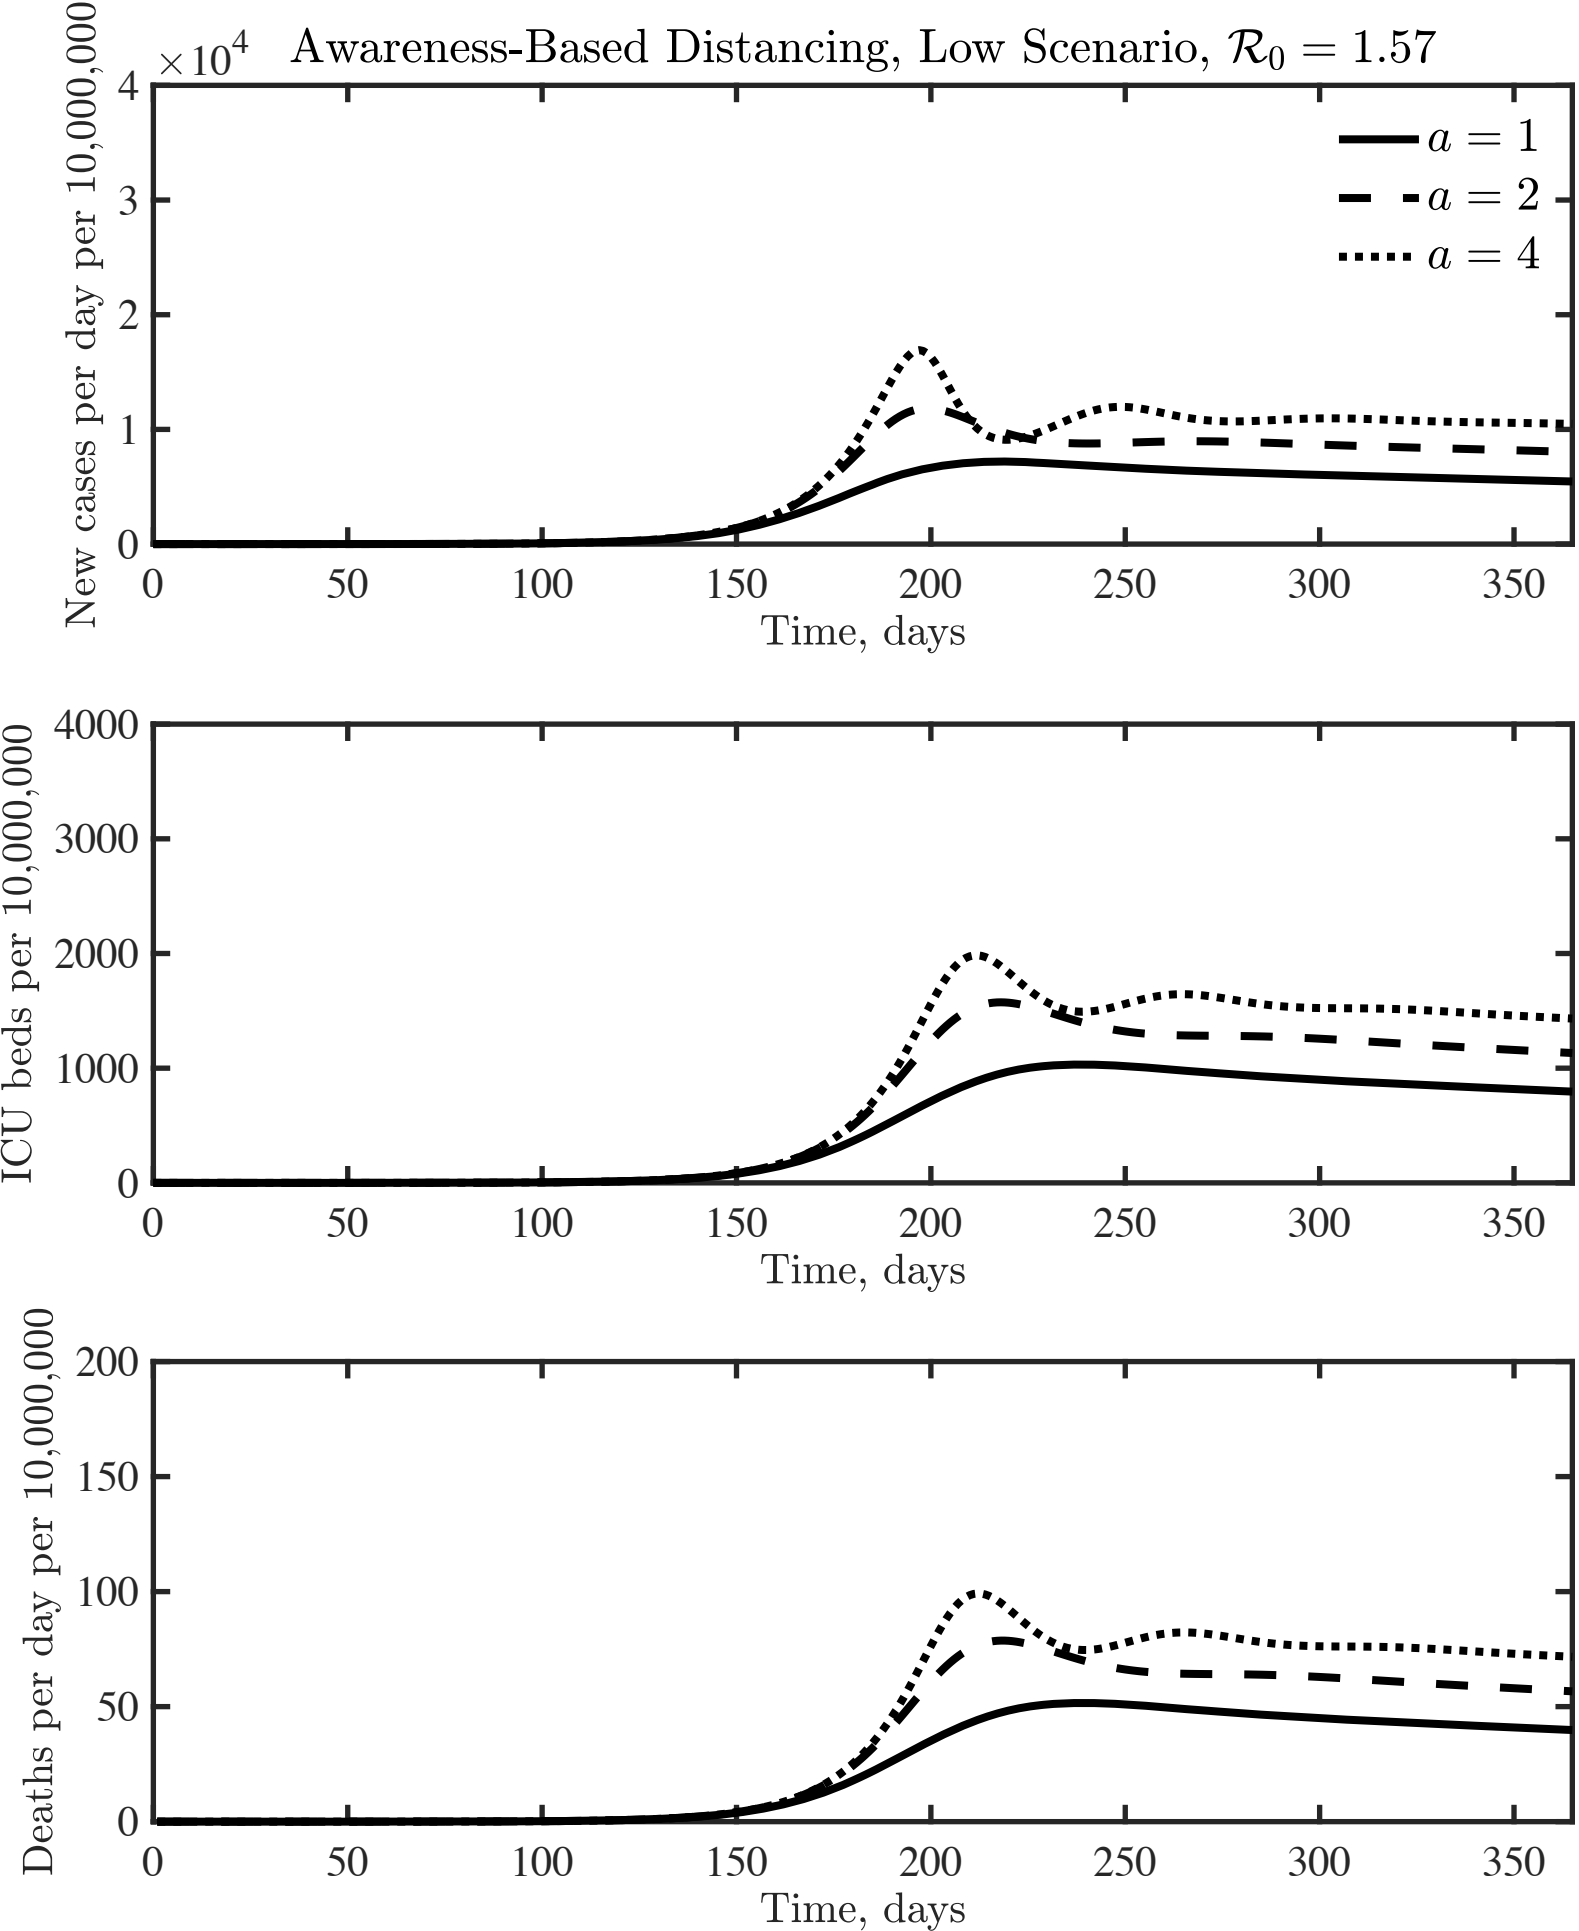 ×10⁴ Awareness-Based Distancing, Low Scenario, ℛ₀ = 1.57
New cases per day per 10,000,000
4
3
2
1
0
a = 1
a = 2
a = 4
0 50 100 150 200 250 300 350
Time, days
ICU beds per 10,000,000
4000
3000
2000
1000
0
0 50 100 150 200 250 300 350
Time, days
Deaths per day per 10,000,000
200
150
100
50
0
0 50 100 150 200 250 300 350
Time, days